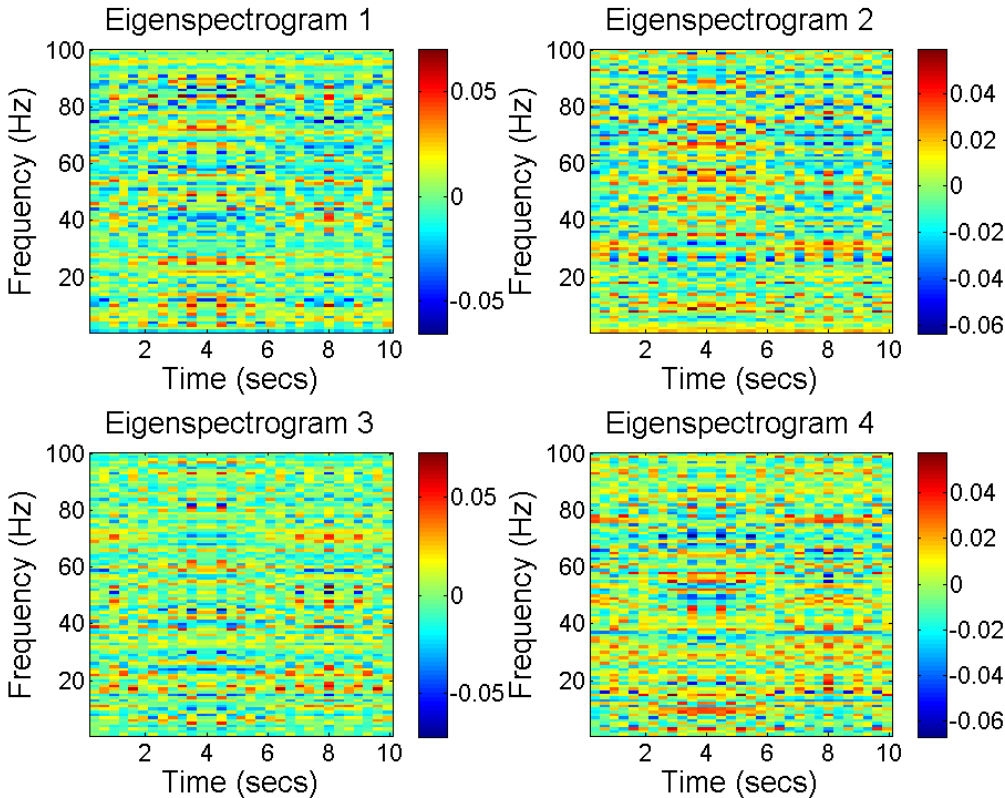 Eigenspectrogram 1
Frequency (Hz)
100
80
60
40
20
2 4 6 8 10
Time (secs)
0.05
0
-0.05
Eigenspectrogram 2
Frequency (Hz)
100
80
60
40
20
2 4 6 8 10
Time (secs)
0.04
0.02
0
-0.02
-0.04
-0.06
Eigenspectrogram 3
Frequency (Hz)
100
80
60
40
20
2 4 6 8 10
Time (secs)
0.05
0
-0.05
Eigenspectrogram 4
Frequency (Hz)
100
80
60
40
20
2 4 6 8 10
Time (secs)
0.04
0.02
0
-0.02
-0.04
-0.06